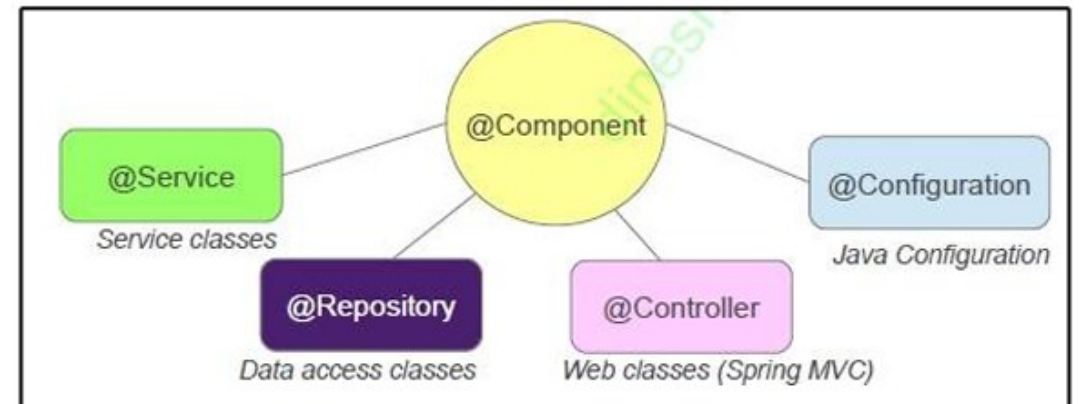 @Component
@Service
Service classes
@Configuration
Java Configuration
@Repository
Data access classes
@Controller
Web classes (Spring MVC)